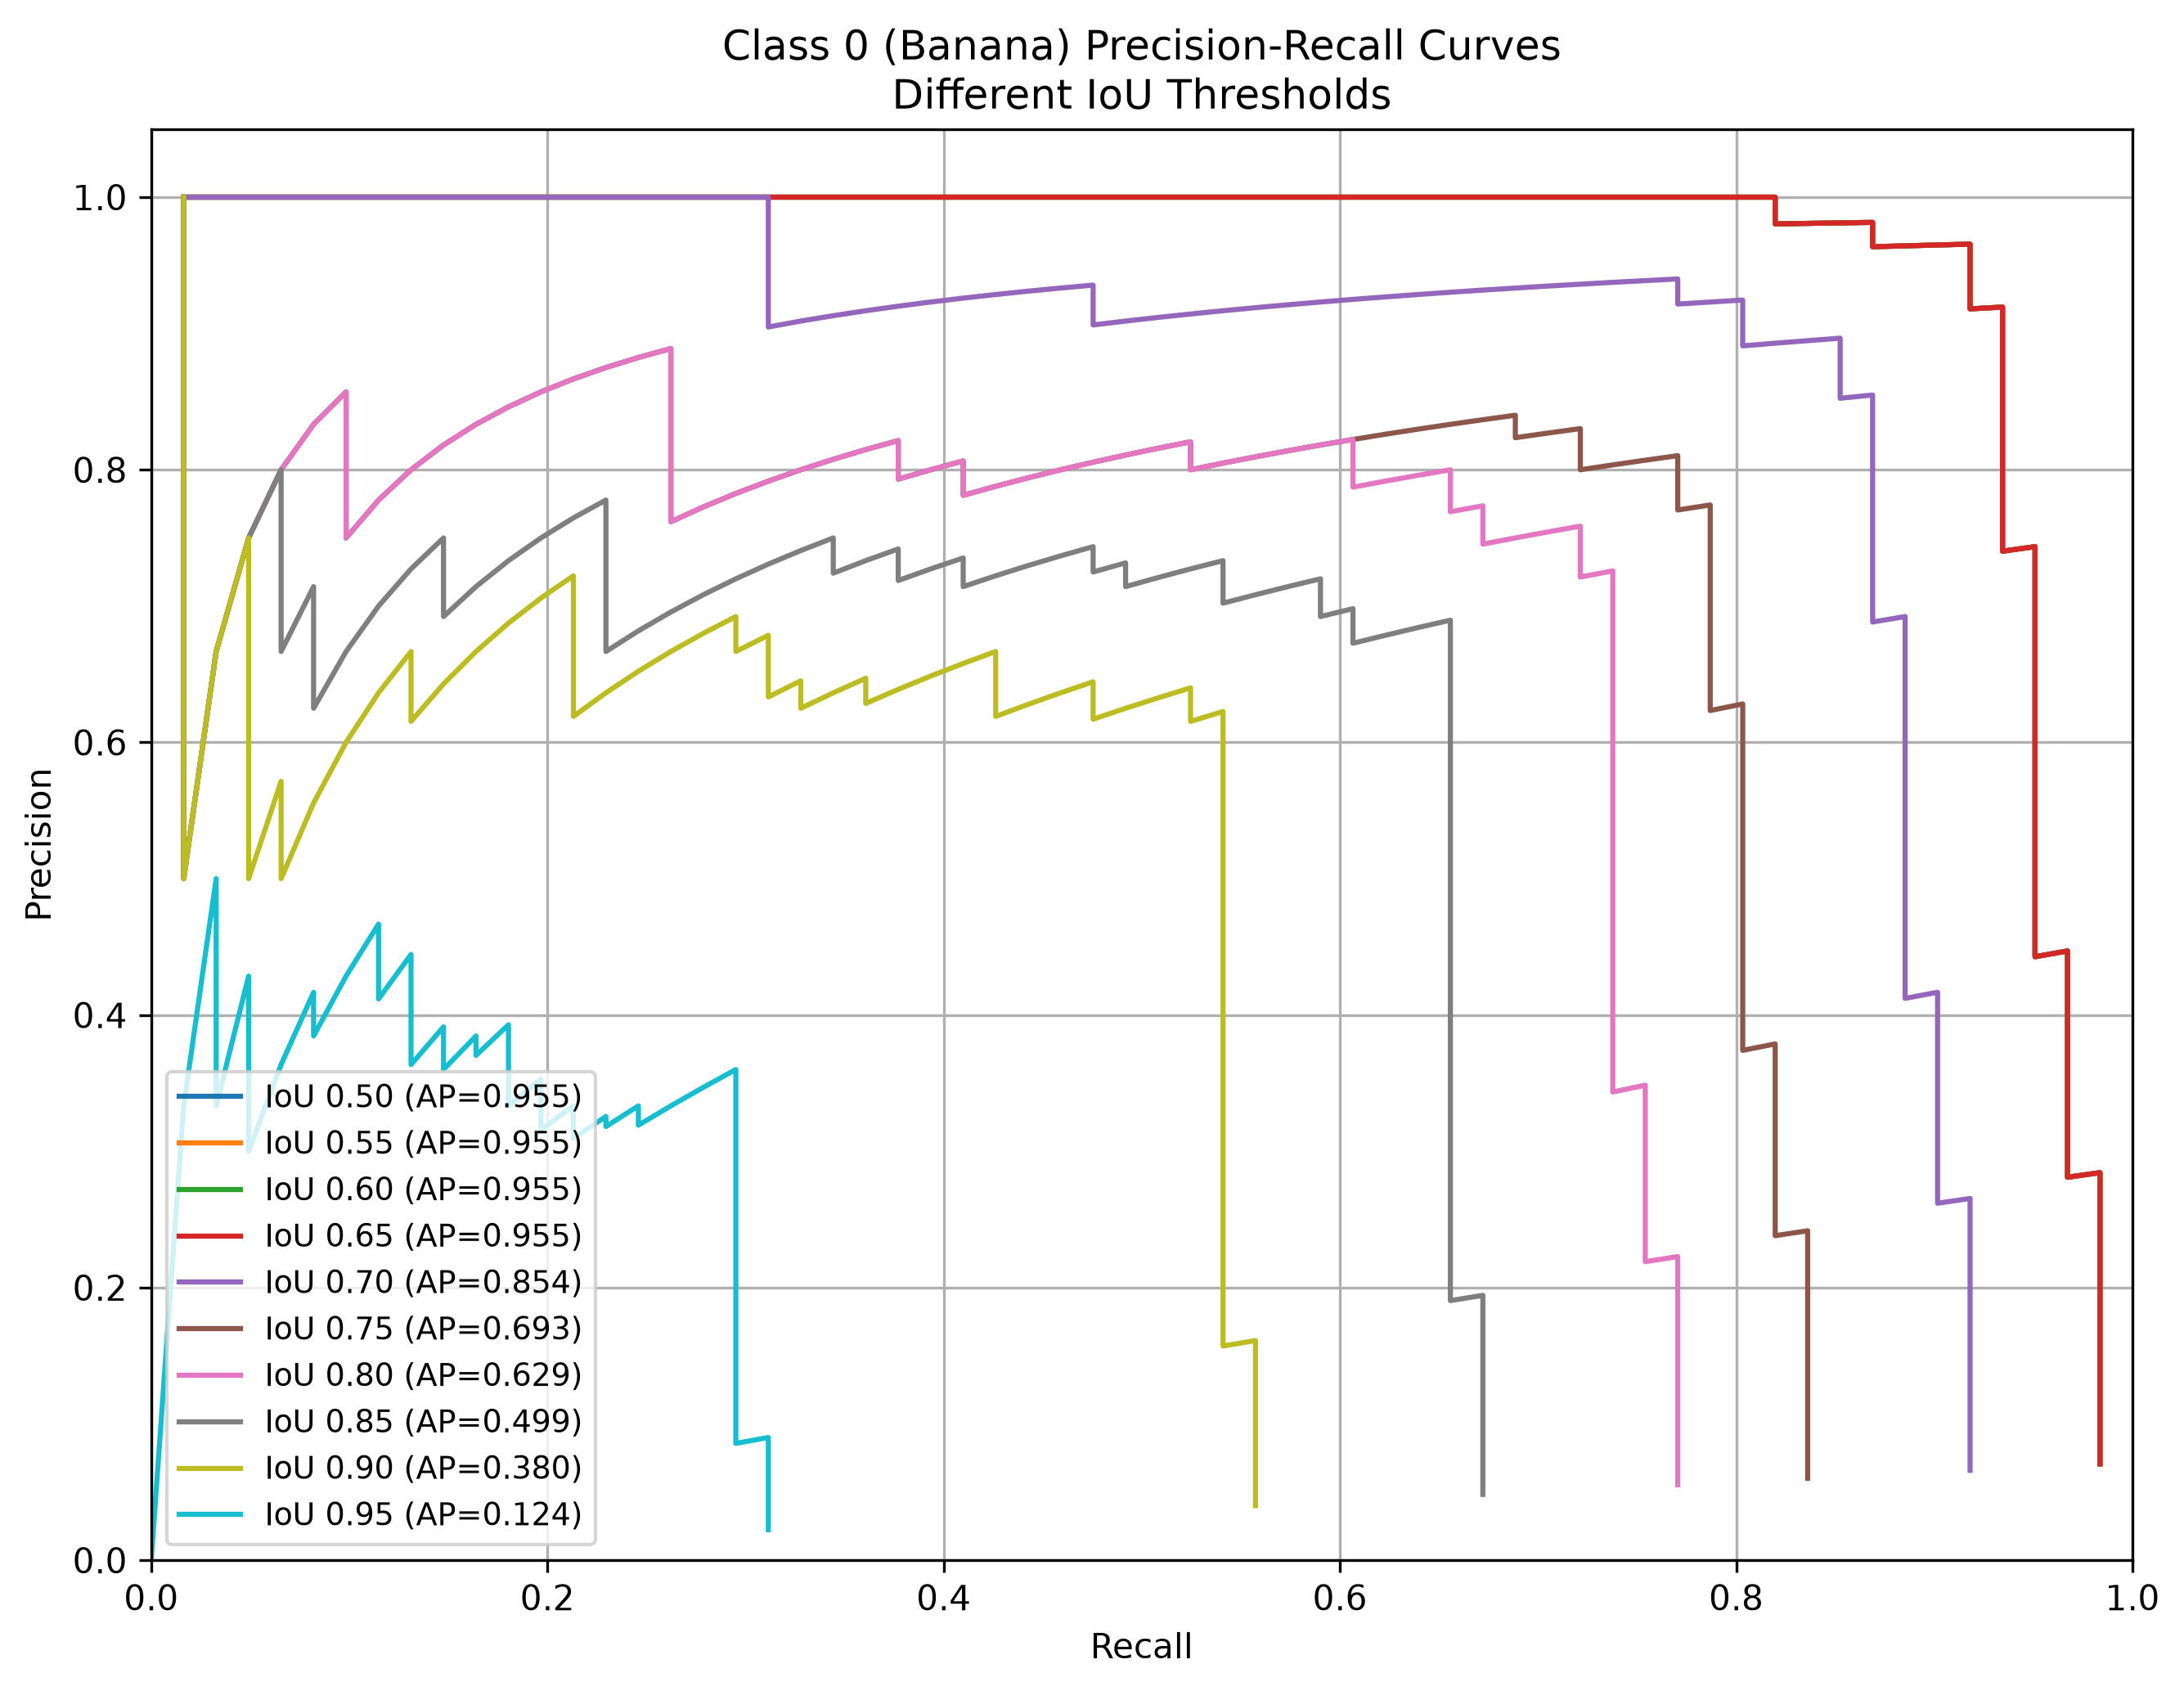 Class 0 (Banana) Precision-Recall Curves
Different IoU Thresholds
Precision
1.0
0.8
0.6
0.4
0.2
0.0
IoU 0.50 (AP=0.955)
IoU 0.55 (AP=0.955)
IoU 0.60 (AP=0.955)
IoU 0.65 (AP=0.955)
IoU 0.70 (AP=0.854)
IoU 0.75 (AP=0.693)
IoU 0.80 (AP=0.629)
IoU 0.85 (AP=0.499)
IoU 0.90 (AP=0.380)
IoU 0.95 (AP=0.124)
0.0 0.2 0.4 0.6 0.8 1.0
Recall